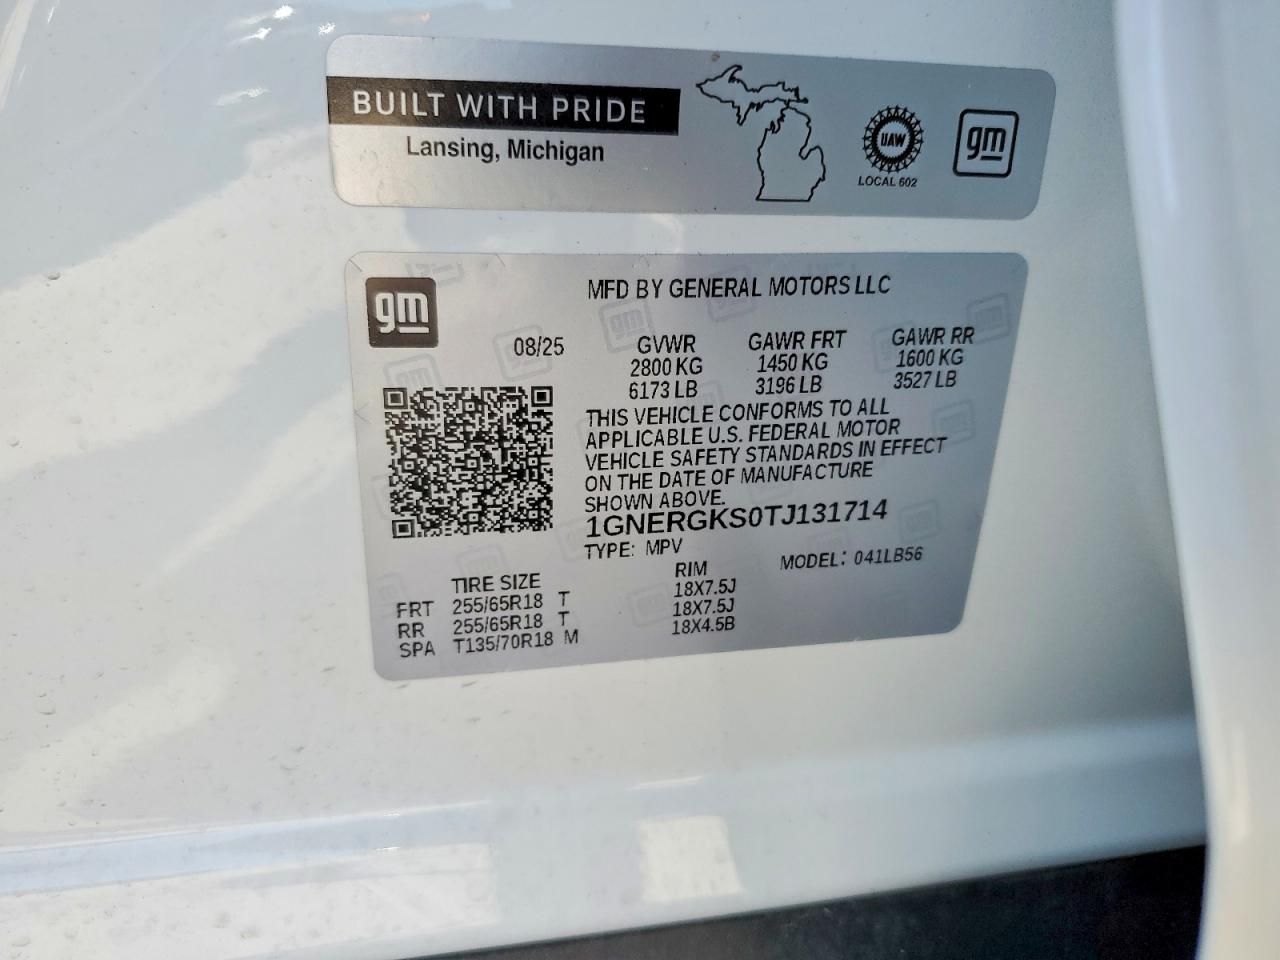 BUILT WITH PRIDE
Lansing, Michigan
UAW
LOCAL 602
gm
gm
MFD BY GENERAL MOTORS LLC
08/25 GVWR GAWR FRT GAWR RR
2800 KG 1450 KG 1600 KG
6173 LB 3196 LB 3527 LB
THIS VEHICLE CONFORMS TO ALL
APPLICABLE U.S. FEDERAL MOTOR
VEHICLE SAFETY STANDARDS IN EFFECT
ON THE DATE OF MANUFACTURE
SHOWN ABOVE.
1GNERGKS0TJ131714
TYPE: MPV MODEL: 041LB56
TIRE SIZE RIM
FRT 255/65R18 T 18X7.5J
RR 255/65R18 T 18X7.5J
SPA T135/70R18 M 18X4.5B